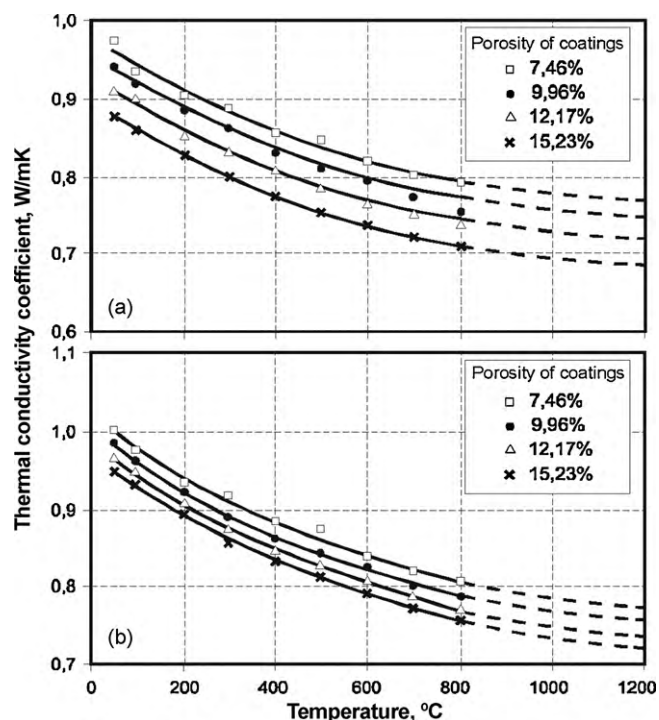 1,0
0,9
0,8
0,7
0,6
Porosity of coatings
7,46%
9,96%
12,17%
15,23%
(a)
Thermal conductivity coefficient, W/mK
1,1
1,0
0,9
0,8
0,7
Porosity of coatings
7,46%
9,96%
12,17%
15,23%
(b)
0 200 400 600 800 1000 1200
Temperature, ºC